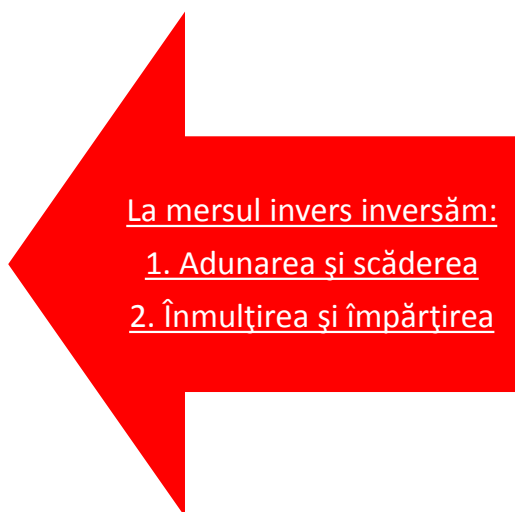 La mersul invers inversăm:
1. Adunarea şi scăderea
2. Înmulţirea şi împărţirea